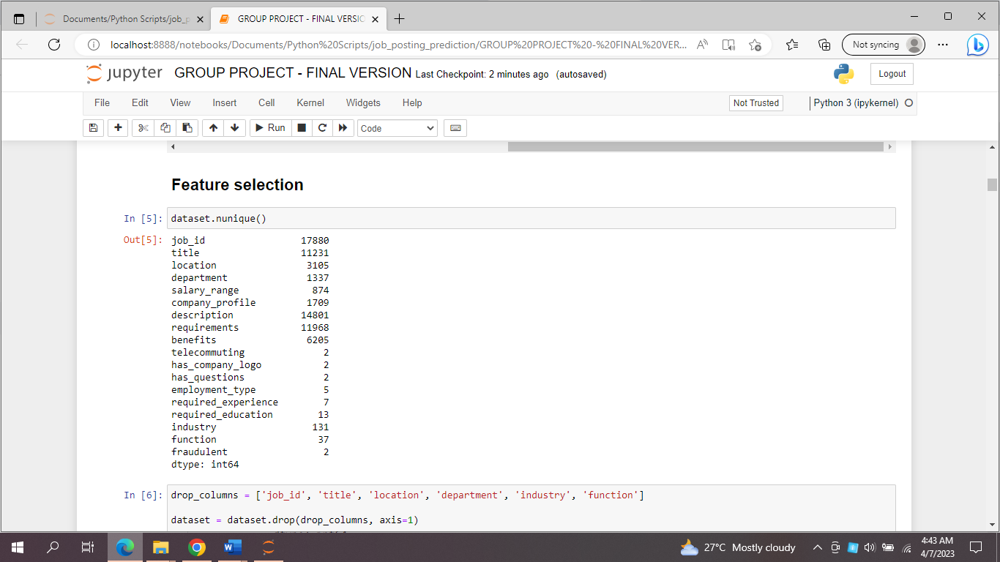 Documents/Python Scripts/job_p
GROUP PROJECT - FINAL VERSIO
localhost:8888/notebooks/Documents/Python%20Scripts/job_posting_prediction/GROUP%20PROJECT%20-%20FINAL%20VER...
Not syncing
jupyter GROUP PROJECT - FINAL VERSION Last Checkpoint: 2 minutes ago (autosaved)
Logout
File Edit View Insert Cell Kernel Widgets Help
Not Trusted
Python 3 (ipykernel)
Run
Code
Feature selection
In [5]: dataset.nunique()
Out[5]: job_id 17880
title 11231
location 3105
department 1337
salary_range 874
company_profile 1709
description 14801
requirements 11968
benefits 6205
telecommuting 2
has_company_logo 2
has_questions 2
employment_type 5
required_experience 7
required_education 13
industry 131
function 37
fraudulent 2
dtype: int64
In [6]: drop_columns = ['job_id', 'title', 'location', 'department', 'industry', 'function']
dataset = dataset.drop(drop_columns, axis=1)
27°C Mostly cloudy
4:43 AM
4/7/2023